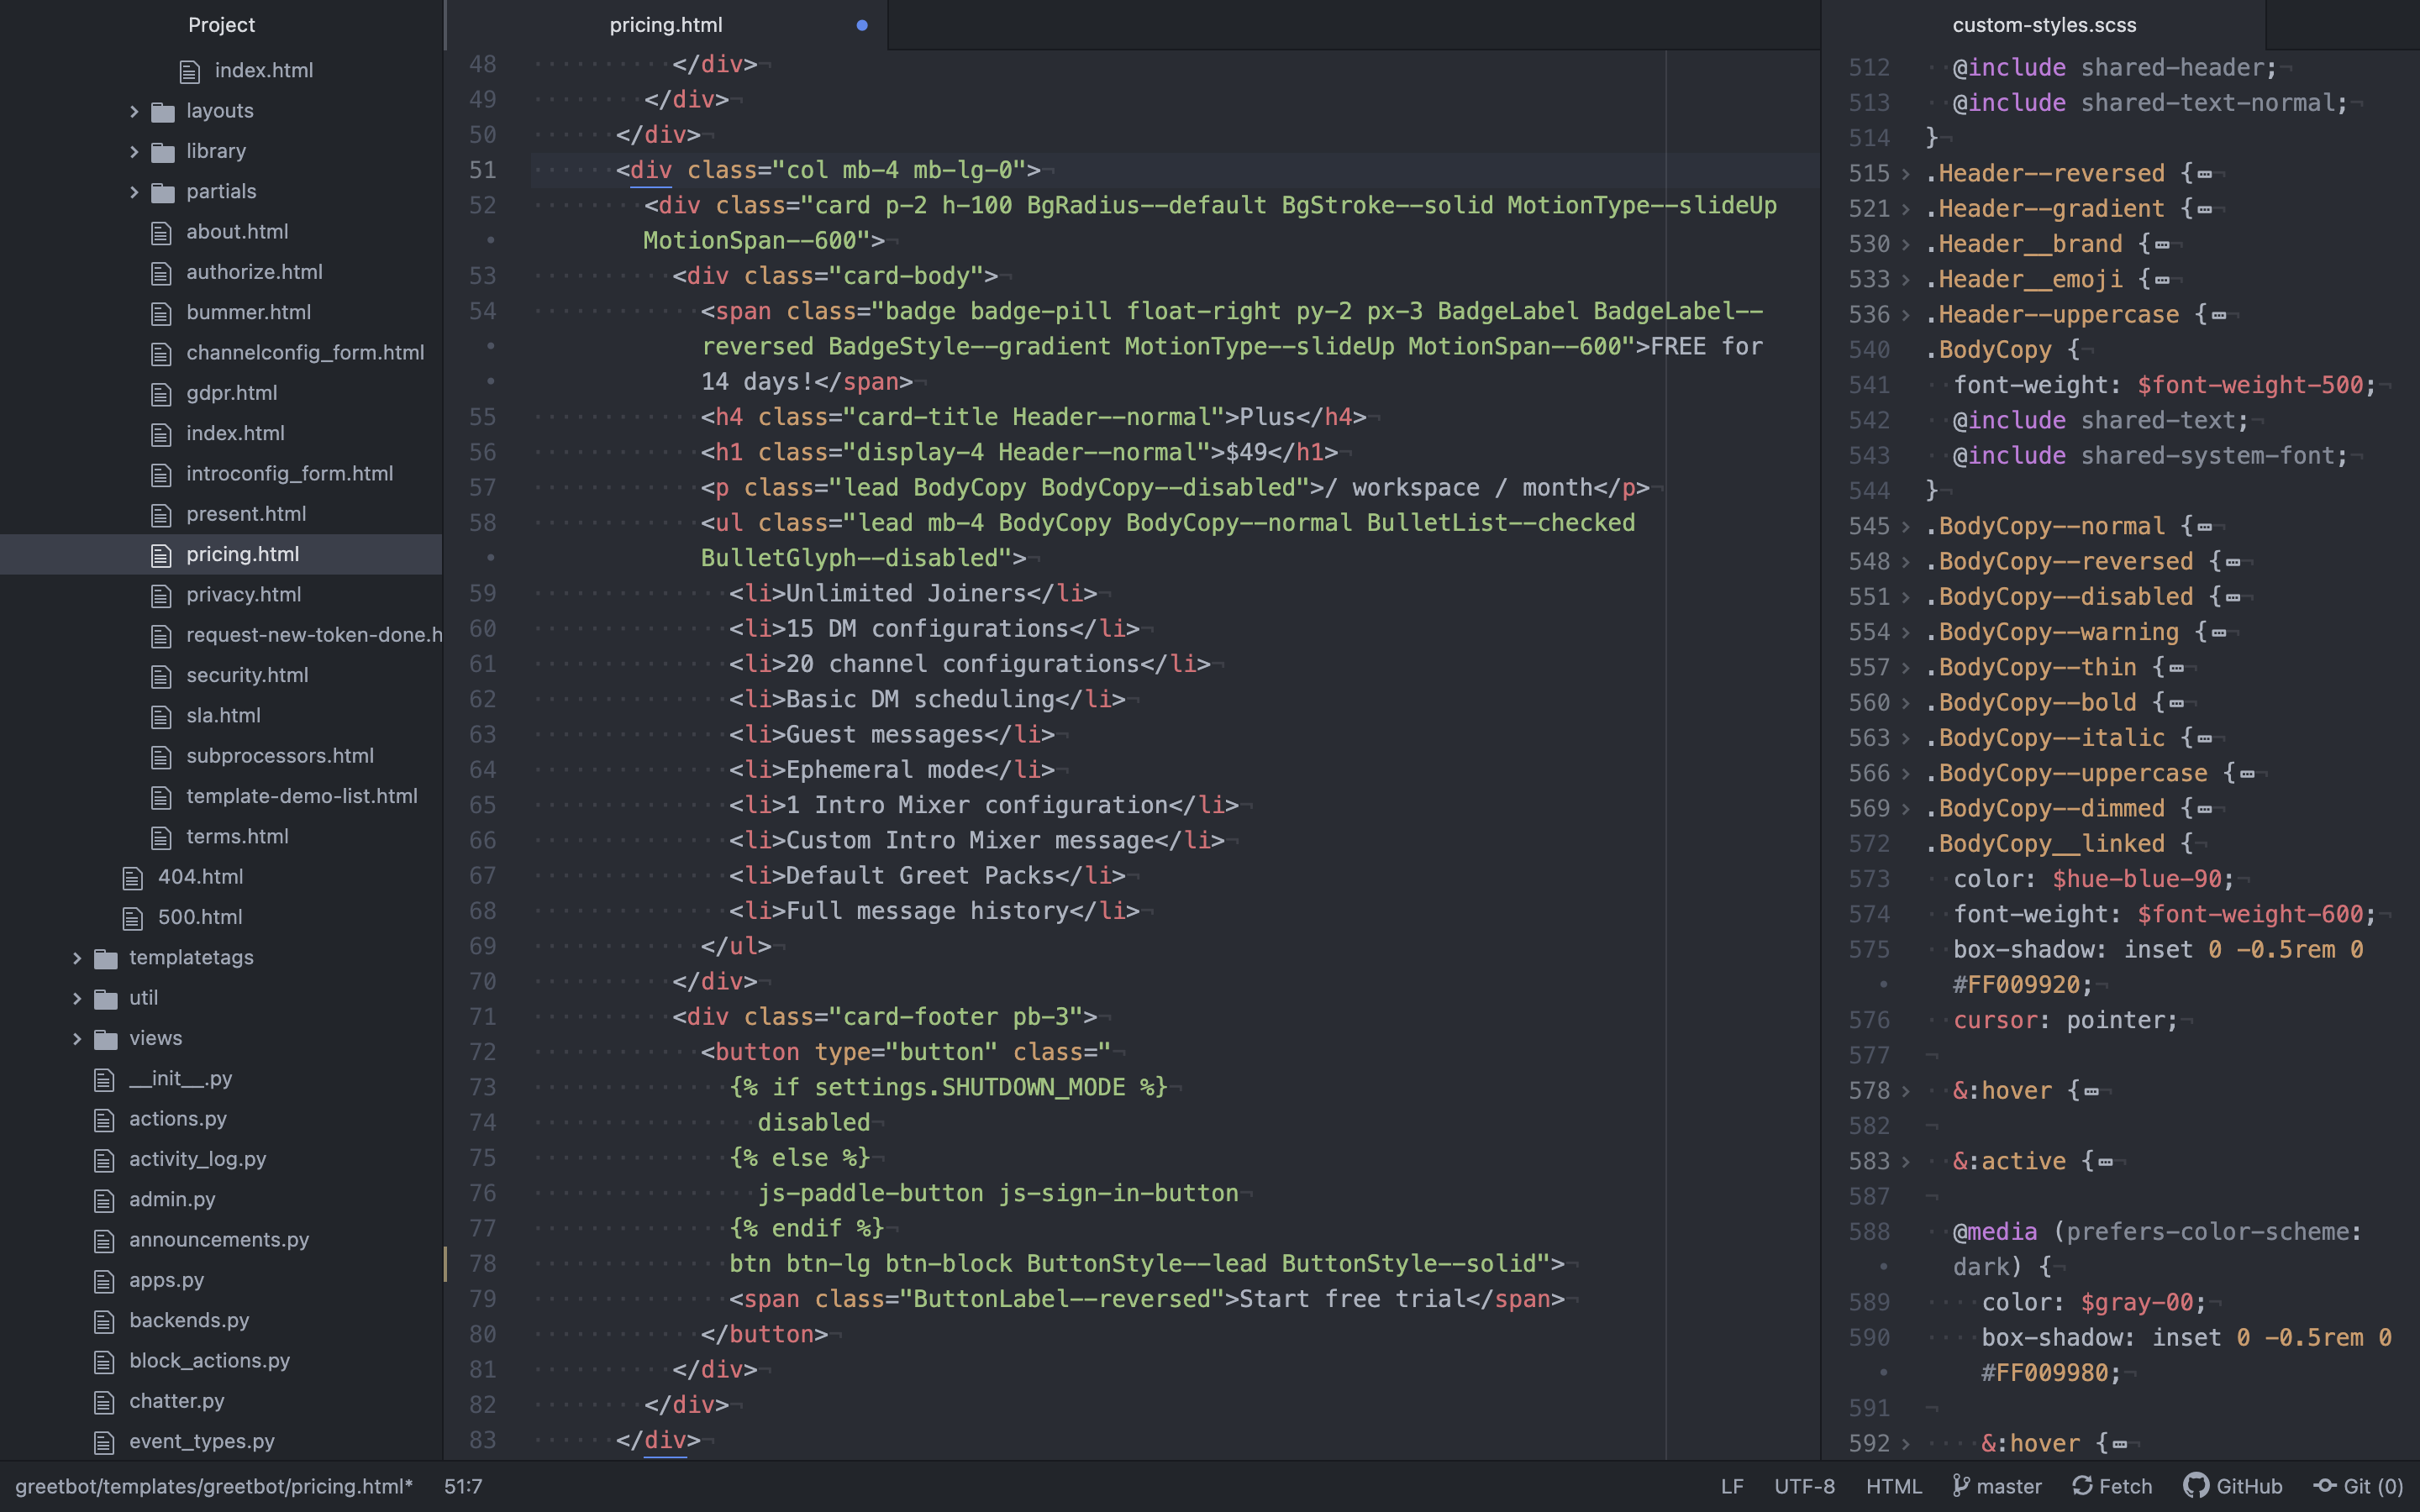 Project
index.html
layouts
library
partials
about.html
authorize.html
bummer.html
channelconfig_form.html
gdpr.html
index.html
introconfig_form.html
present.html
pricing.html
privacy.html
request-new-token-done.h
security.html
sla.html
subprocessors.html
template-demo-list.html
terms.html
404.html
500.html
templatetags
util
views
__init__.py
actions.py
activity_log.py
admin.py
announcements.py
apps.py
backends.py
block_actions.py
chatter.py
event_types.py
pricing.html
48 </div>
49 </div>
50 </div>
51 <div class="col mb-4 mb-lg-0">
52 <div class="card p-2 h-100 BgRadius--default BgStroke--solid MotionType--slideUp
MotionSpan--600">
53 <div class="card-body">
54 <span class="badge badge-pill float-right py-2 px-3 BadgeLabel BadgeLabel--
reversed BadgeStyle--gradient MotionType--slideUp MotionSpan--600">FREE for
14 days!</span>
55 <h4 class="card-title Header--normal">Plus</h4>
56 <h1 class="display-4 Header--normal">$49</h1>
57 <p class="lead BodyCopy BodyCopy--disabled">/ workspace / month</p>
58 <ul class="lead mb-4 BodyCopy BodyCopy--normal BulletList--checked
BulletGlyph--disabled">
59 <li>Unlimited Joiners</li>
60 <li>15 DM configurations</li>
61 <li>20 channel configurations</li>
62 <li>Basic DM scheduling</li>
63 <li>Guest messages</li>
64 <li>Ephemeral mode</li>
65 <li>1 Intro Mixer configuration</li>
66 <li>Custom Intro Mixer message</li>
67 <li>Default Greet Packs</li>
68 <li>Full message history</li>
69 </ul>
70 </div>
71 <div class="card-footer pb-3">
72 <button type="button" class="
73 {% if settings.SHUTDOWN_MODE %}
74 disabled
75 {% else %}
76 js-paddle-button js-sign-in-button
77 {% endif %}
78 btn btn-lg btn-block ButtonStyle--lead ButtonStyle--solid">
79 <span class="ButtonLabel--reversed">Start free trial</span>
80 </button>
81 </div>
82 </div>
83 </div>
custom-styles.scss
512 @include shared-header;
513 @include shared-text-normal;
514 }
515 .Header--reversed {
521 .Header--gradient {
530 .Header__brand {
533 .Header__emoji {
536 .Header--uppercase {
540 .BodyCopy {
541 font-weight: $font-weight-500;
542 @include shared-text;
543 @include shared-system-font;
544 }
545 .BodyCopy--normal {
548 .BodyCopy--reversed {
551 .BodyCopy--disabled {
554 .BodyCopy--warning {
557 .BodyCopy--thin {
560 .BodyCopy--bold {
563 .BodyCopy--italic {
566 .BodyCopy--uppercase {
569 .BodyCopy--dimmed {
572 .BodyCopy__linked {
573 color: $hue-blue-90;
574 font-weight: $font-weight-600;
575 box-shadow: inset 0 -0.5rem 0
#FF009920;
576 cursor: pointer;
577
578 &:hover {
582
583 &:active {
587
588 @media (prefers-color-scheme:
dark) {
589 color: $gray-00;
590 box-shadow: inset 0 -0.5rem 0
#FF009980;
591
592 &:hover {
greetbot/templates/greetbot/pricing.html* 51:7 LF UTF-8 HTML master Fetch GitHub Git (0)